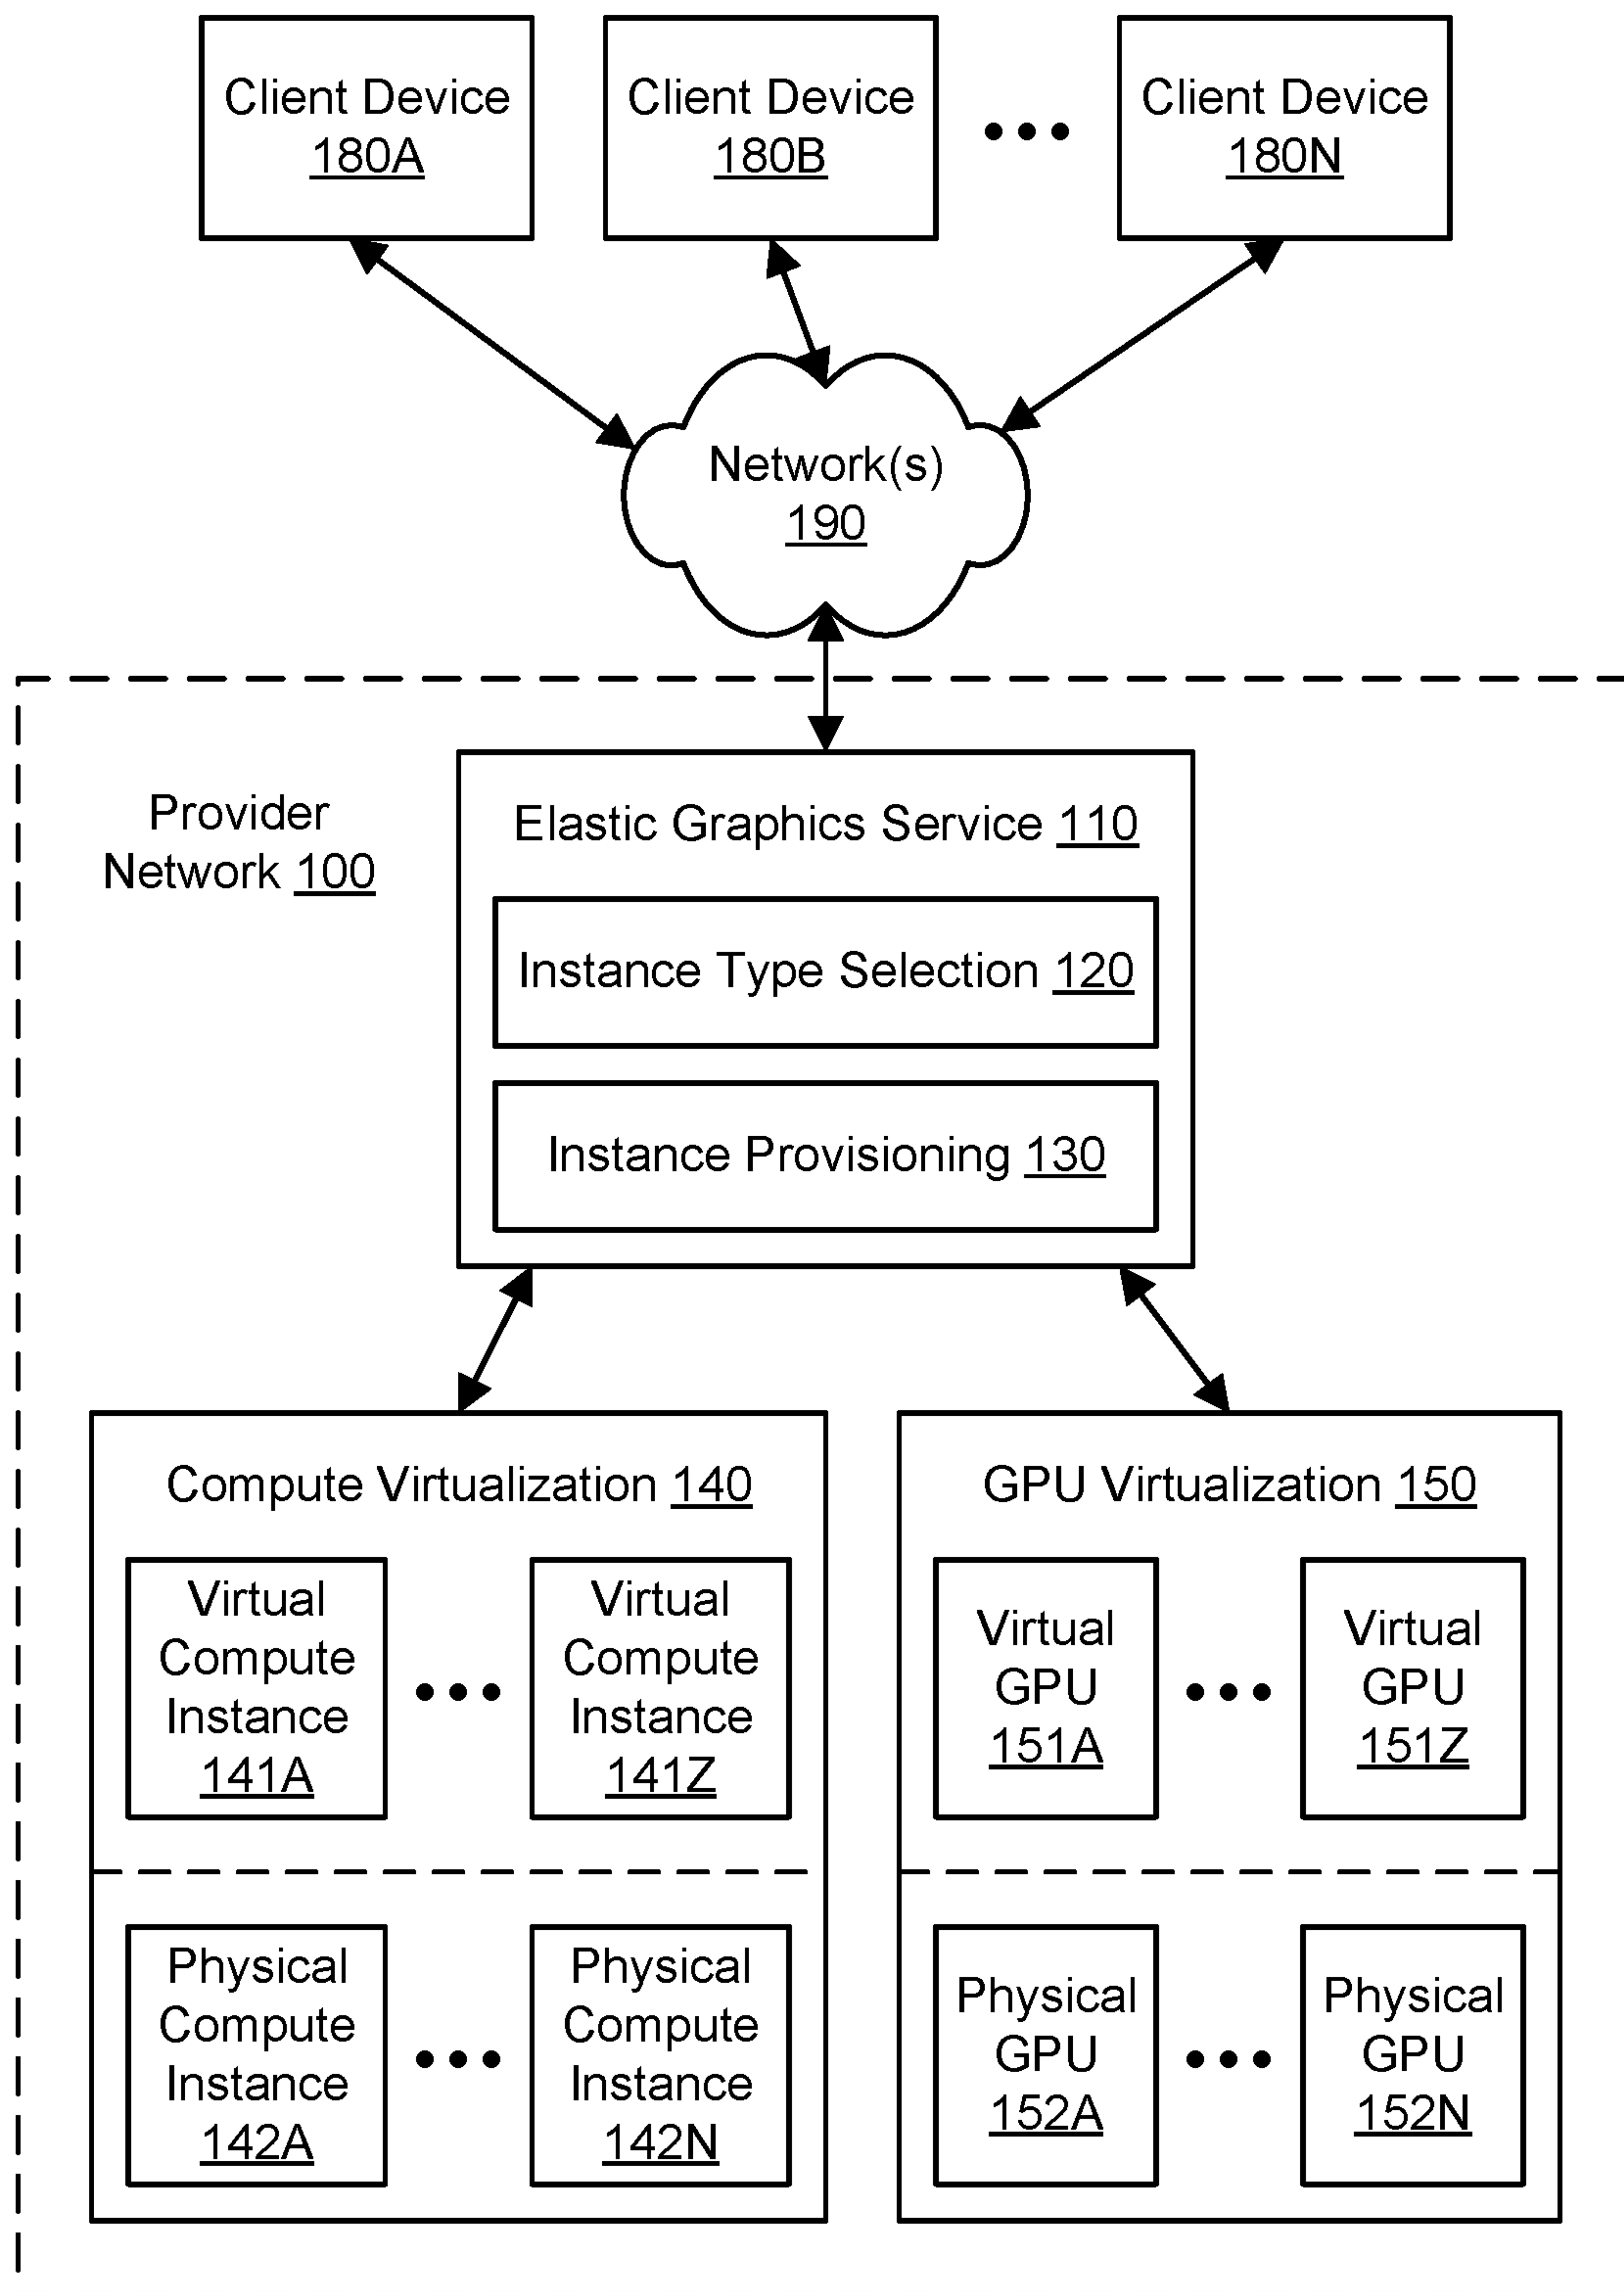 Client Device
180A
Client Device
180B
Client Device
180N
Network(s)
190
Provider
Network 100
Elastic Graphics Service 110
Instance Type Selection 120
Instance Provisioning 130
Compute Virtualization 140
Virtual
Compute
Instance
141A
Virtual
Compute
Instance
141Z
Physical
Compute
Instance
142A
Physical
Compute
Instance
142N
GPU Virtualization 150
Virtual
GPU
151A
Virtual
GPU
151Z
Physical
GPU
152A
Physical
GPU
152N